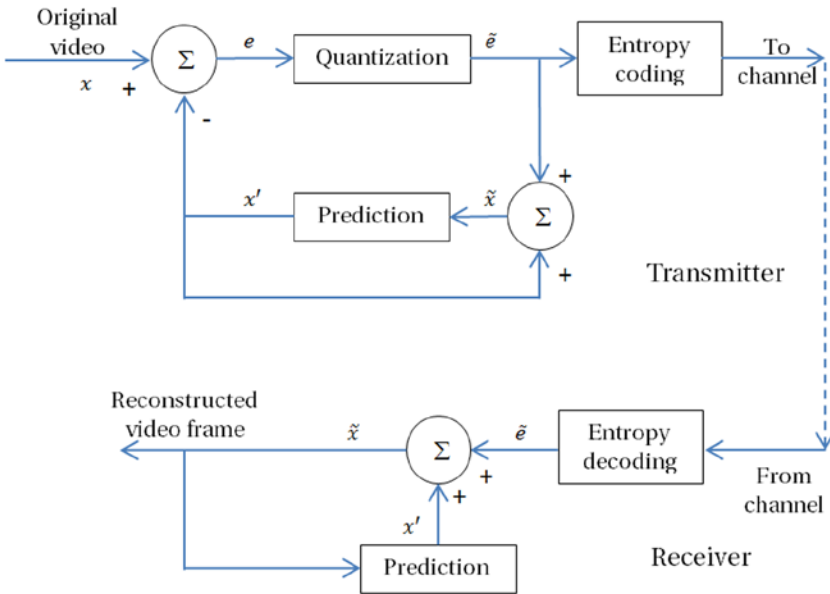 Original
video
x
+
Σ
e
Quantization
ẽ
Entropy
coding
To
channel
-
x′
Prediction
x̃
+
Σ
+
Transmitter
Reconstructed
video frame
x̃
Σ
ẽ
+
+
Entropy
decoding
From
channel
x′
Prediction
Receiver